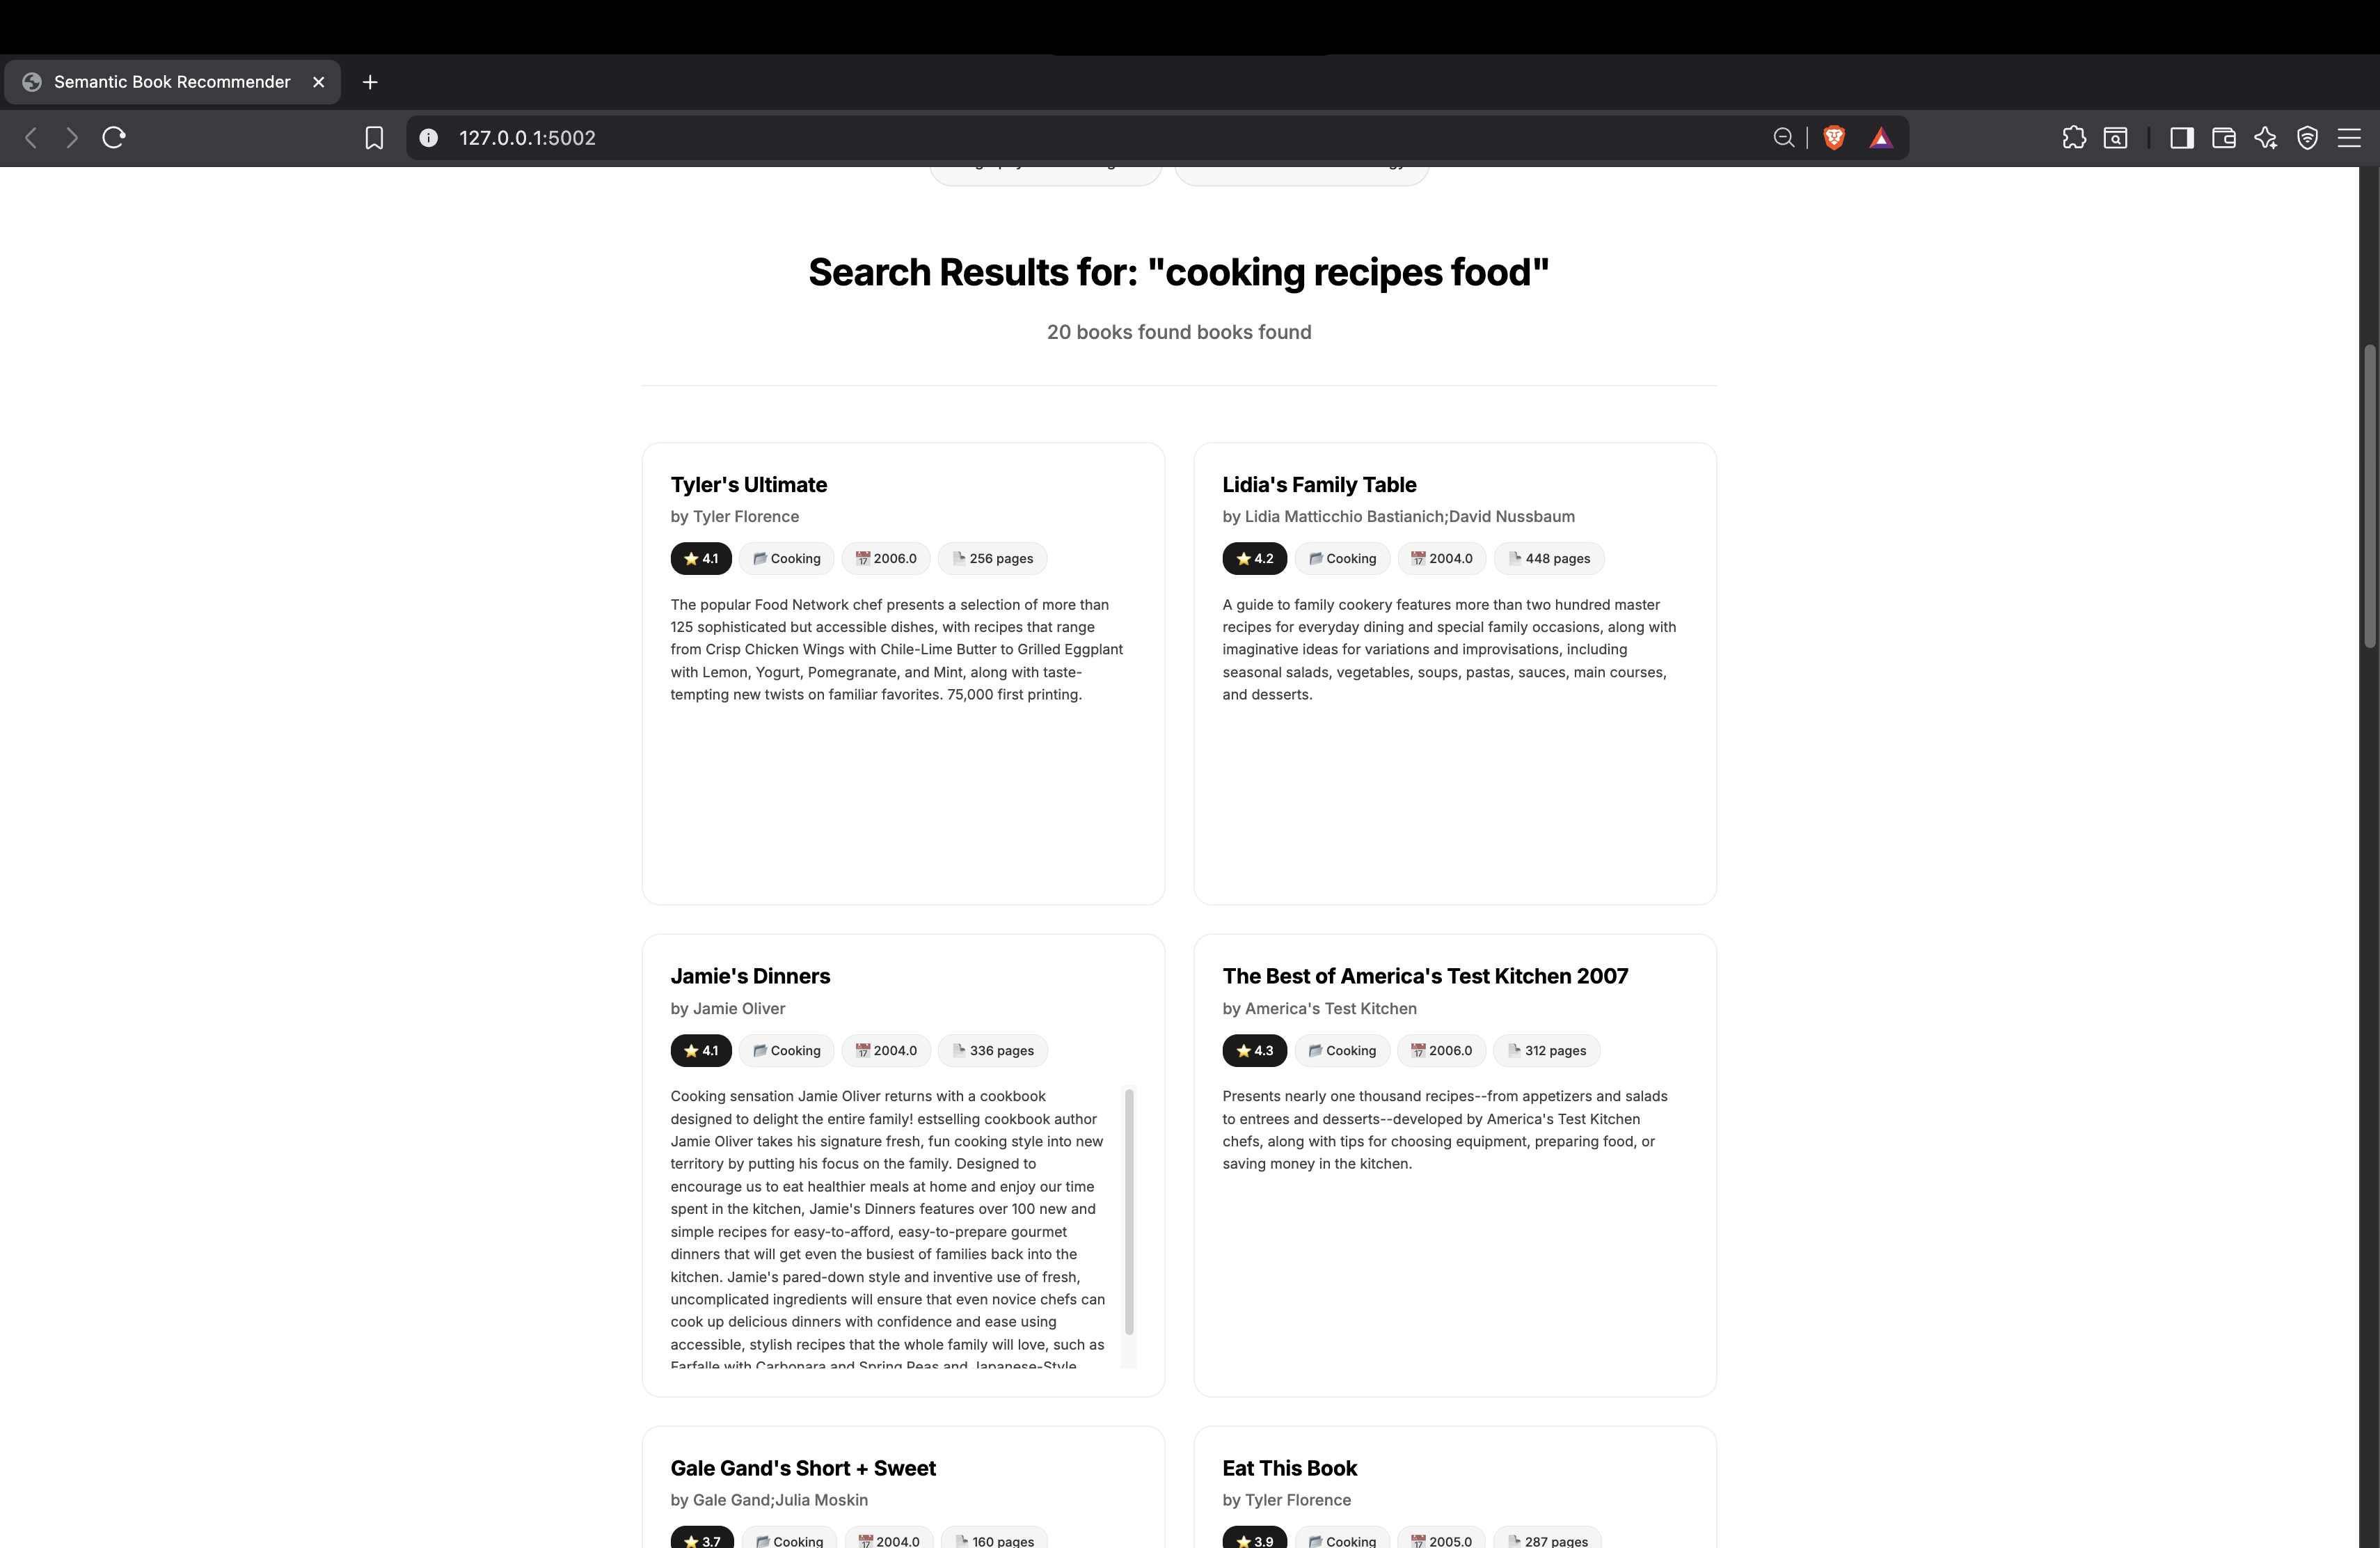 Semantic Book Recommender
127.0.0.1:5002
Search Results for: "cooking recipes food"
20 books found books found
Tyler's Ultimate
by Tyler Florence
4.1 Cooking 2006.0 256 pages
The popular Food Network chef presents a selection of more than
125 sophisticated but accessible dishes, with recipes that range
from Crisp Chicken Wings with Chile-Lime Butter to Grilled Eggplant
with Lemon, Yogurt, Pomegranate, and Mint, along with taste-
tempting new twists on familiar favorites. 75,000 first printing.
Lidia's Family Table
by Lidia Matticchio Bastianich;David Nussbaum
4.2 Cooking 2004.0 448 pages
A guide to family cookery features more than two hundred master
recipes for everyday dining and special family occasions, along with
imaginative ideas for variations and improvisations, including
seasonal salads, vegetables, soups, pastas, sauces, main courses,
and desserts.
Jamie's Dinners
by Jamie Oliver
4.1 Cooking 2004.0 336 pages
Cooking sensation Jamie Oliver returns with a cookbook
designed to delight the entire family! estselling cookbook author
Jamie Oliver takes his signature fresh, fun cooking style into new
territory by putting his focus on the family. Designed to
encourage us to eat healthier meals at home and enjoy our time
spent in the kitchen, Jamie's Dinners features over 100 new and
simple recipes for easy-to-afford, easy-to-prepare gourmet
dinners that will get even the busiest of families back into the
kitchen. Jamie's pared-down style and inventive use of fresh,
uncomplicated ingredients will ensure that even novice chefs can
cook up delicious dinners with confidence and ease using
accessible, stylish recipes that the whole family will love, such as
Farfalle with Carbonara and Spring Peas and Japanese-Style
The Best of America's Test Kitchen 2007
by America's Test Kitchen
4.3 Cooking 2006.0 312 pages
Presents nearly one thousand recipes--from appetizers and salads
to entrees and desserts--developed by America's Test Kitchen
chefs, along with tips for choosing equipment, preparing food, or
saving money in the kitchen.
Gale Gand's Short + Sweet
by Gale Gand;Julia Moskin
3.7 Cooking 2004.0 160 pages
Eat This Book
by Tyler Florence
3.9 Cooking 2005.0 287 pages